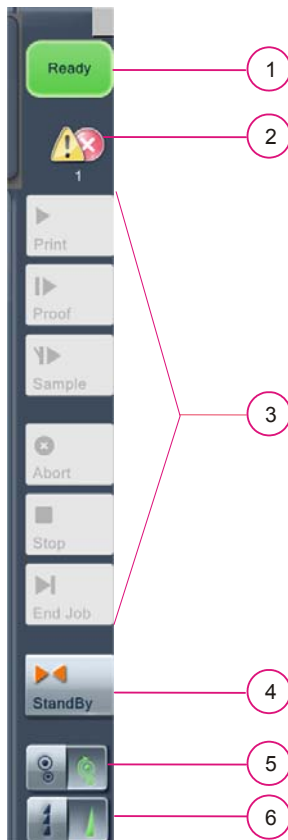 Ready
1
2
1
Print
Proof
Sample
3
Abort
Stop
End Job
4
StandBy
5
6